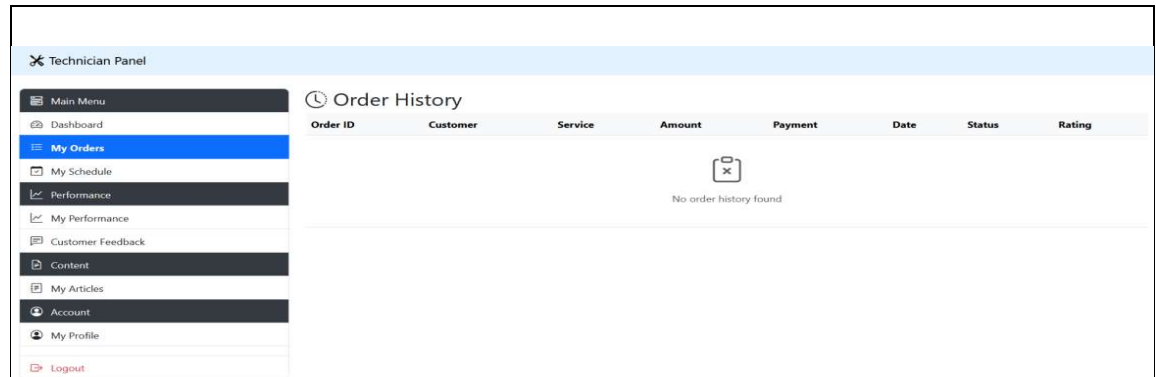 Technician Panel
Main Menu
Dashboard
My Orders
My Schedule
Performance
My Performance
Customer Feedback
Content
My Articles
Account
My Profile
Logout
Order History
Order ID Customer Service Amount Payment Date Status Rating
No order history found